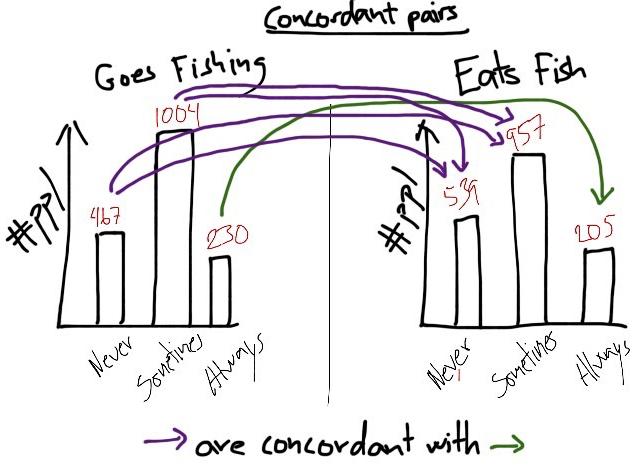 Concordant pairs
Goes Fishing
Eats Fish
1004
467
230
957
539
205
#ppl
#ppl
Never
Sometimes
Always
Never
Sometimes
Always
are concordant with